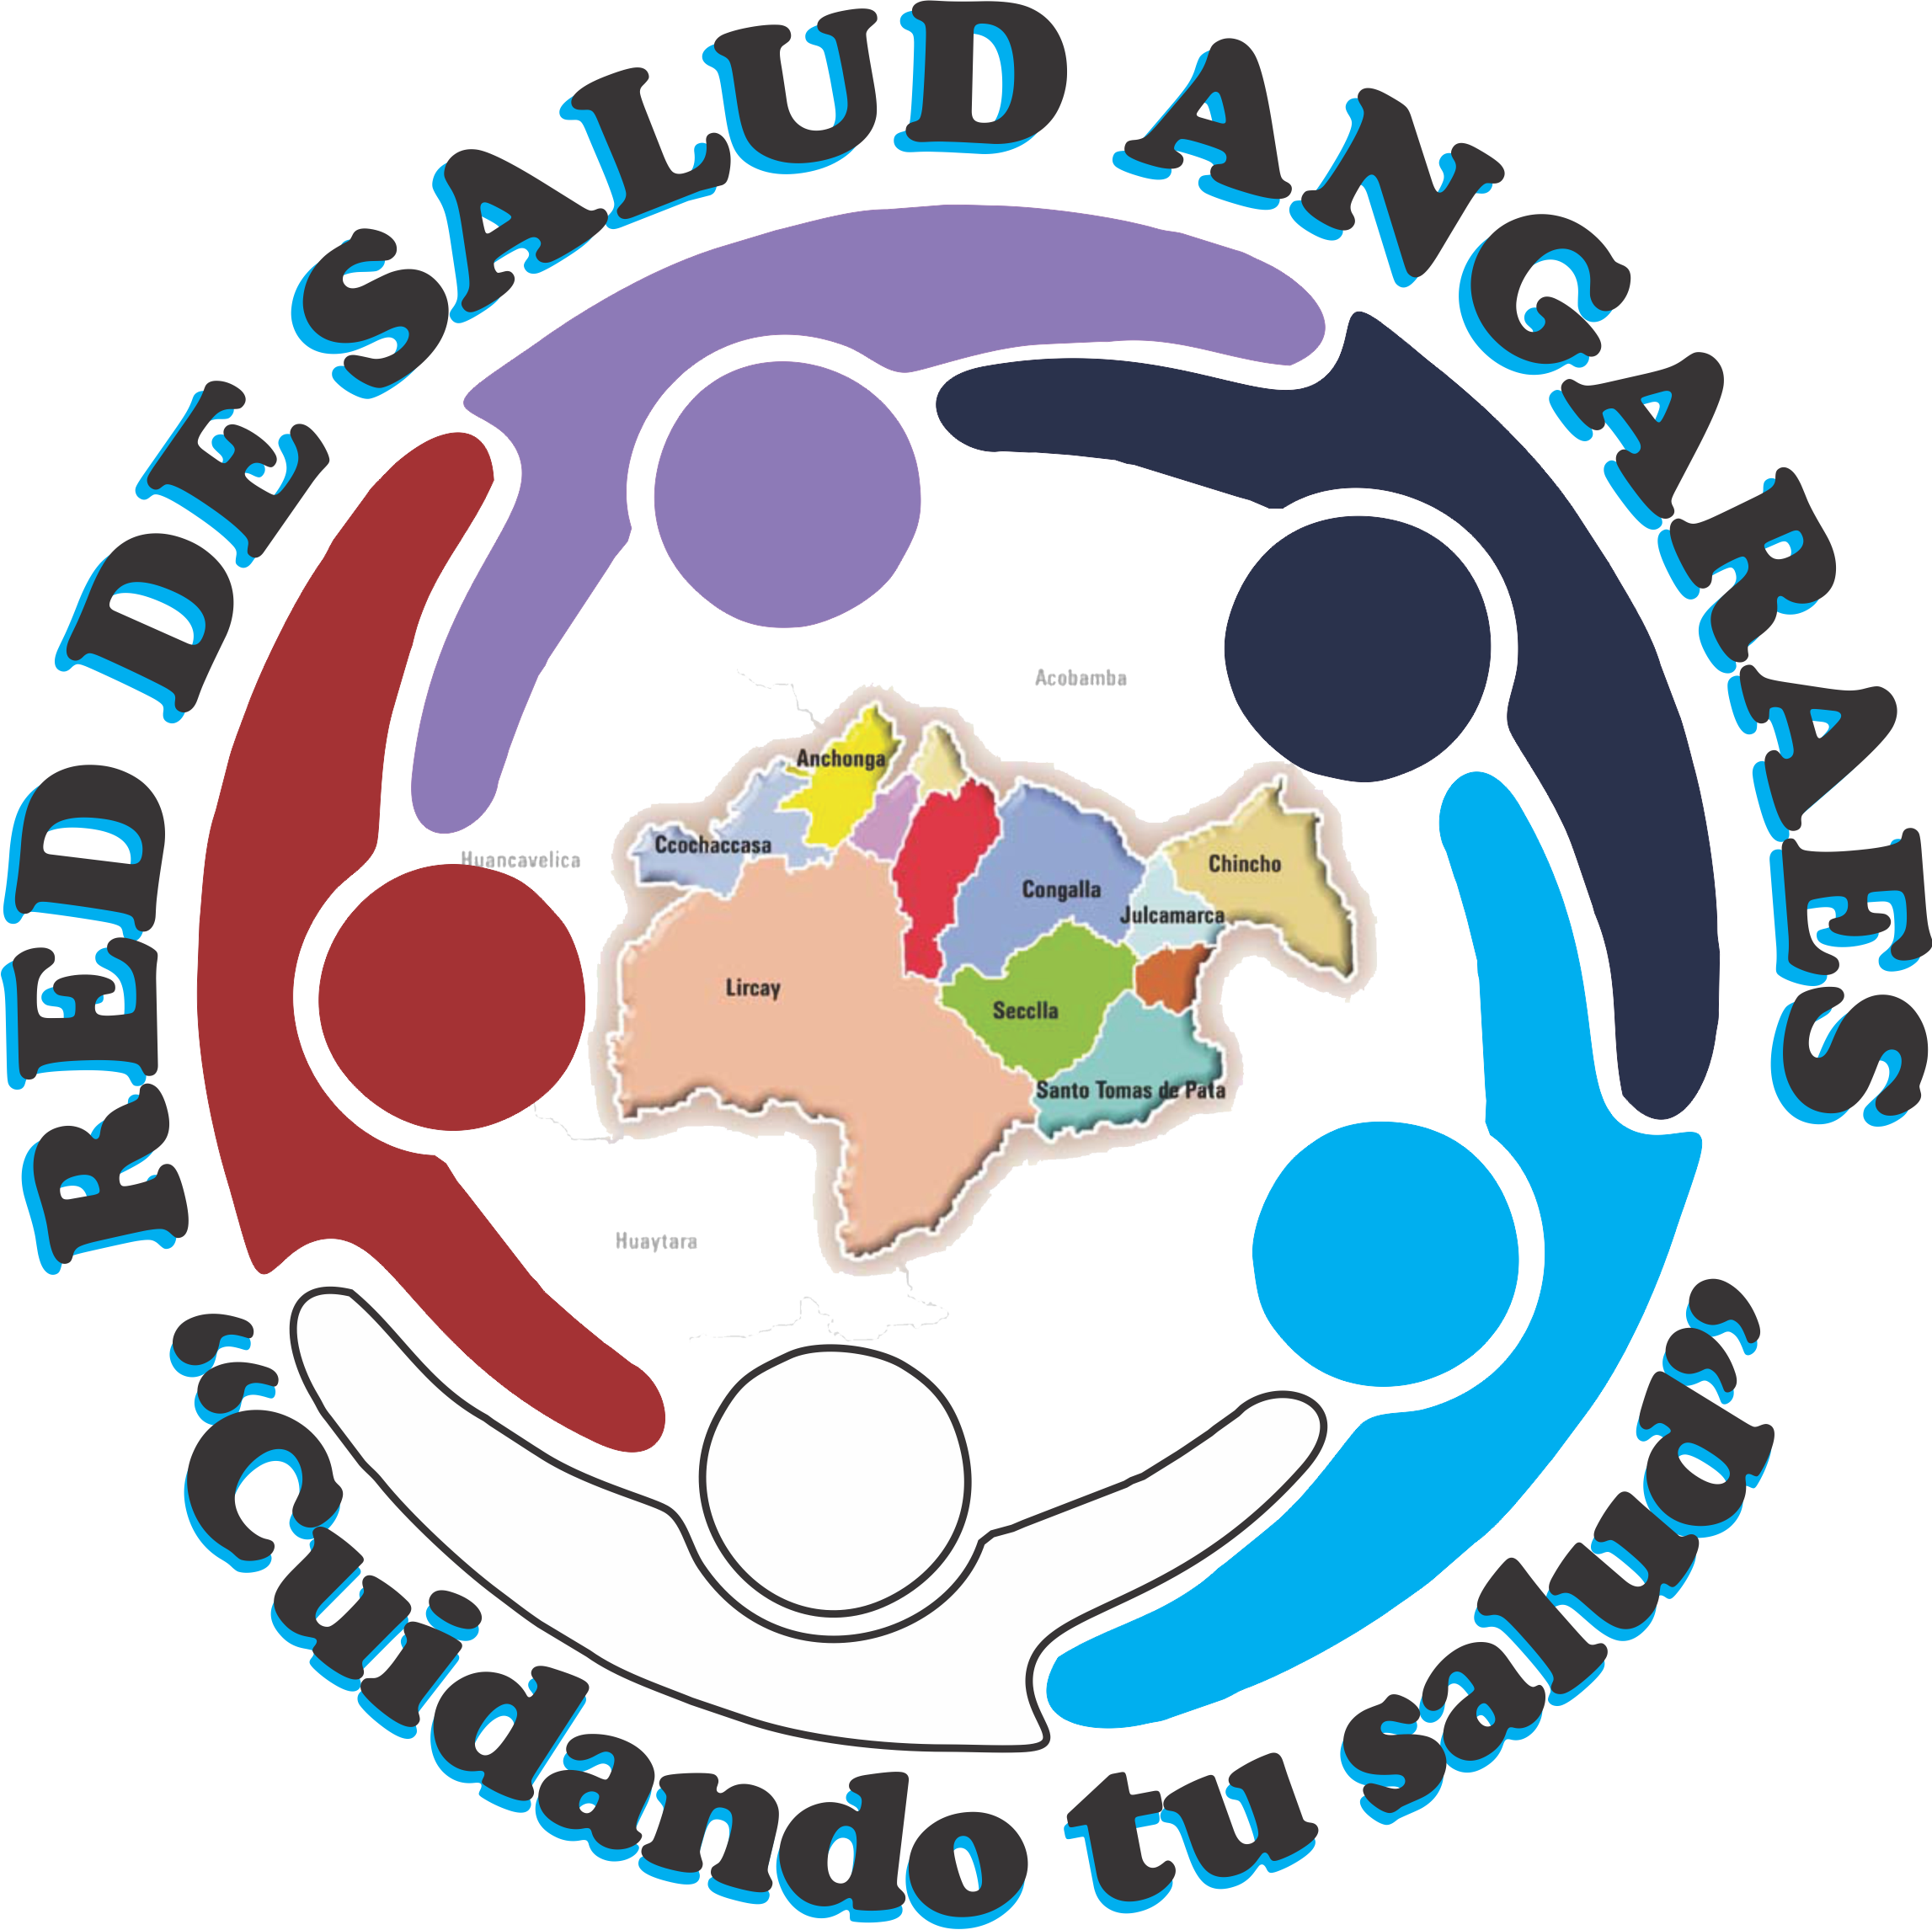 RED DE SALUD ANGARAES
Acobamba
Anchonga
Ccochaccasa
Huancavelica
Chincho
Congalla
Julcamarca
Lircay
Secclla
Santo Tomas de Pata
Huaytara
"Cuidando tu salud"